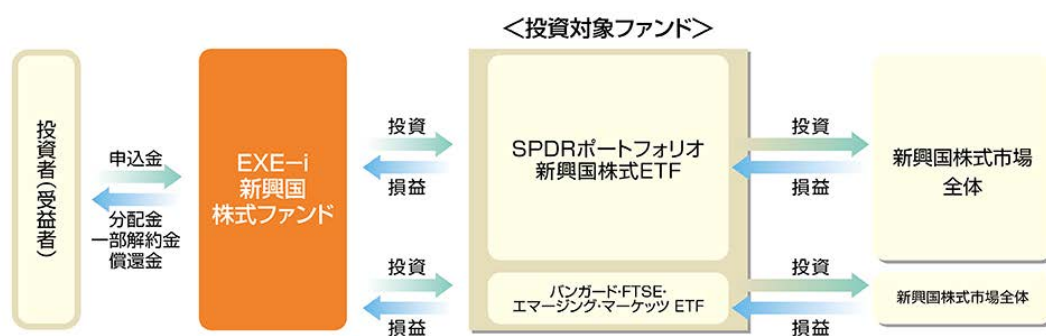 ＜投資対象ファンド＞
投資者（受益者）
申込金
分配金
一部解約金
償還金
EXE－i
新興国
株式ファンド
投資
損益
SPDRポートフォリオ
新興国株式ETF
投資
損益
新興国株式市場
全体
投資
損益
バンガード・FTSE・
エマージング・マーケッツ ETF
投資
損益
新興国株式市場全体